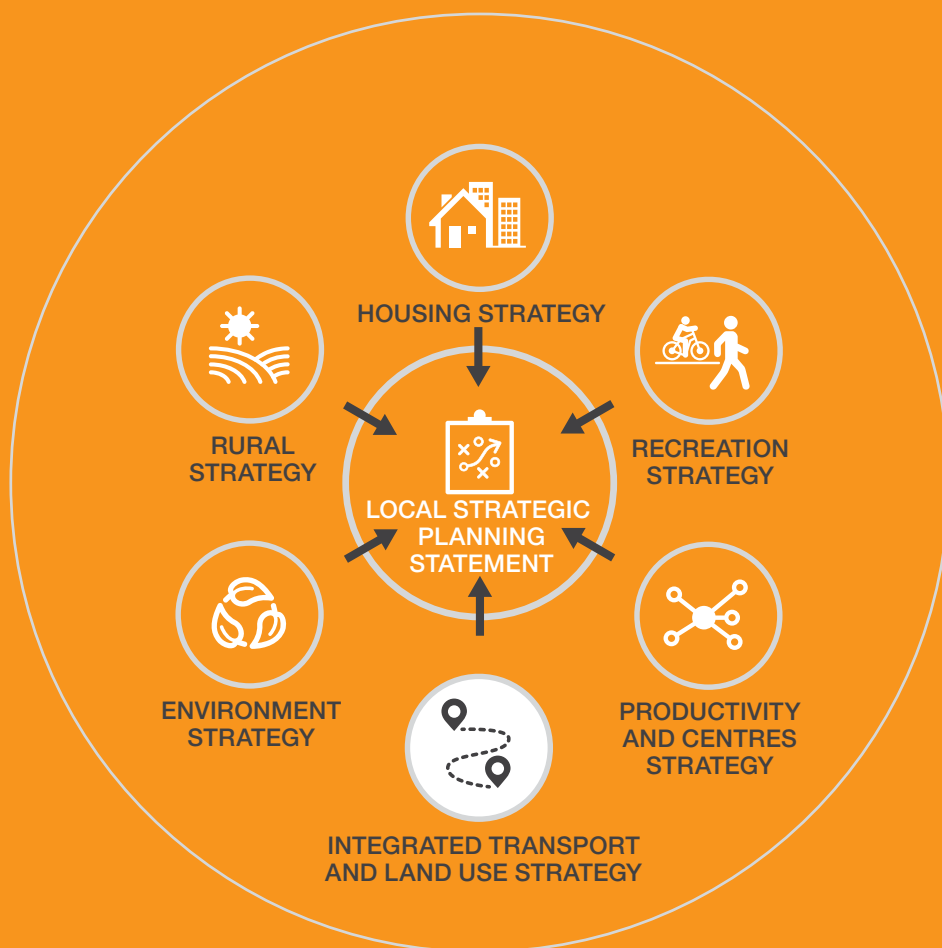 HOUSING STRATEGY
RURAL
STRATEGY
RECREATION
STRATEGY
LOCAL STRATEGIC
PLANNING
STATEMENT
ENVIRONMENT
STRATEGY
PRODUCTIVITY
AND CENTRES
STRATEGY
INTEGRATED TRANSPORT
AND LAND USE STRATEGY